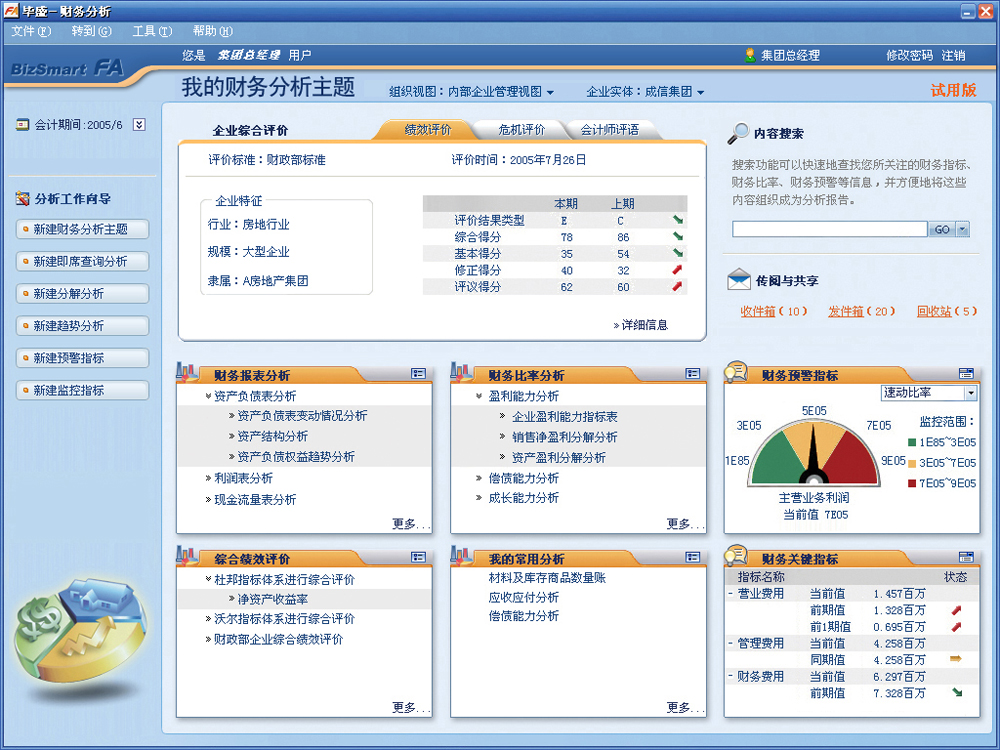 FA 毕盛-财务分析
文件(F) 转到(G) 工具(T) 帮助(H)
您是 集团总经理 用户
集团总经理 修改密码 注销
BizSmart FA
我的财务分析主题 组织视图：内部企业管理视图 企业实体：成信集团 试用版
会计期间:2005/6
分析工作向导
新建财务分析主题
新建即席查询分析
新建分解分析
新建趋势分析
新建预警指标
新建监控指标
企业综合评价 绩效评价 危机评价 会计师评语
评价标准：财政部标准 评价时间：2005年7月26日
企业特征
行业：房地行业
规模：大型企业
隶属：A房地产集团
本期 上期
评价结果类型 E C
综合得分 78 86
基本得分 35 54
修正得分 40 32
评议得分 62 60
»详细信息
内容搜索
搜索功能可以快速地查找您所关注的财务指标、
财务比率、财务预警等信息，并方便地将这些
内容组织成为分析报告。
GO
传阅与共享
收件箱(10) 发件箱(20) 回收站(5)
财务报表分析
资产负债表分析
»资产负债表变动情况分析
»资产结构分析
»资产负债权益趋势分析
»利润表分析
»现金流量表分析
更多...
财务比率分析
盈利能力分析
»企业盈利能力指标表
»销售净盈利分解分析
»资产盈利分解分析
»偿债能力分析
»成长能力分析
更多...
财务预警指标
速动比率
1E85 3E05 5E05 7E05 9E05
监控范围：
1E85~3E05
3E05~7E05
7E05~9E05
主营业务利润
当前值 7E05
综合绩效评价
杜邦指标体系进行综合评价
»净资产收益率
»沃尔指标体系进行综合评价
»财政部企业综合绩效评价
更多...
我的常用分析
材料及库存商品数量账
应收应付分析
偿债能力分析
更多...
财务关键指标
指标名称 状态
- 营业费用 当前值 1.457百万
前期值 1.328百万
前1期值 0.695百万
- 管理费用 当前值 4.258百万
同期值 4.258百万
- 财务费用 当前值 6.297百万
前期值 7.328百万